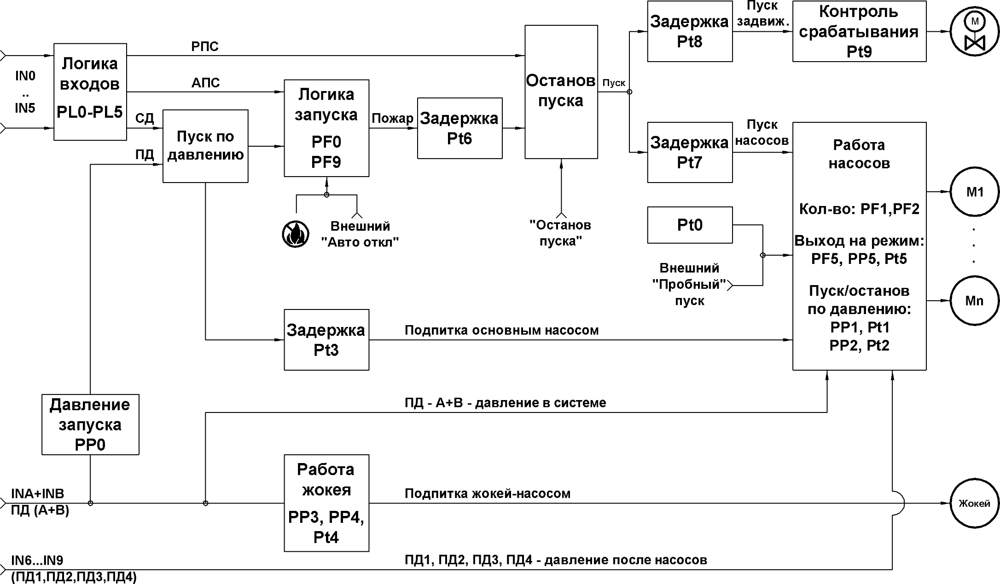 IN0
..
IN5
Логика
входов
PL0-PL5
РПС
АПС
СД
ПД
Пуск по
давлению
Логика
запуска
PF0
PF9
Внешний
"Авто откл"
Пожар
Задержка
Pt6
Останов
пуска
"Останов
пуска"
Пуск
Задержка
Pt8
Пуск
задвиж.
Контроль
срабатывания
Pt9
М
Задержка
Pt7
Пуск
насосов
Работа
насосов
Кол-во: PF1,PF2
Выход на режим:
PF5, PP5, Pt5
Пуск/останов
по давлению:
PP1, Pt1
PP2, Pt2
М1
.
.
.
Мn
Pt0
Внешний
"Пробный"
пуск
Задержка
Pt3
Подпитка основным насосом
Давление
запуска
PP0
ПД - А+В - давление в системе
INA+INB
ПД (А+В)
Работа
жокея
PP3, PP4,
Pt4
Подпитка жокей-насосом
Жокей
IN6...IN9
(ПД1,ПД2,ПД3,ПД4)
ПД1, ПД2, ПД3, ПД4 - давление после насосов